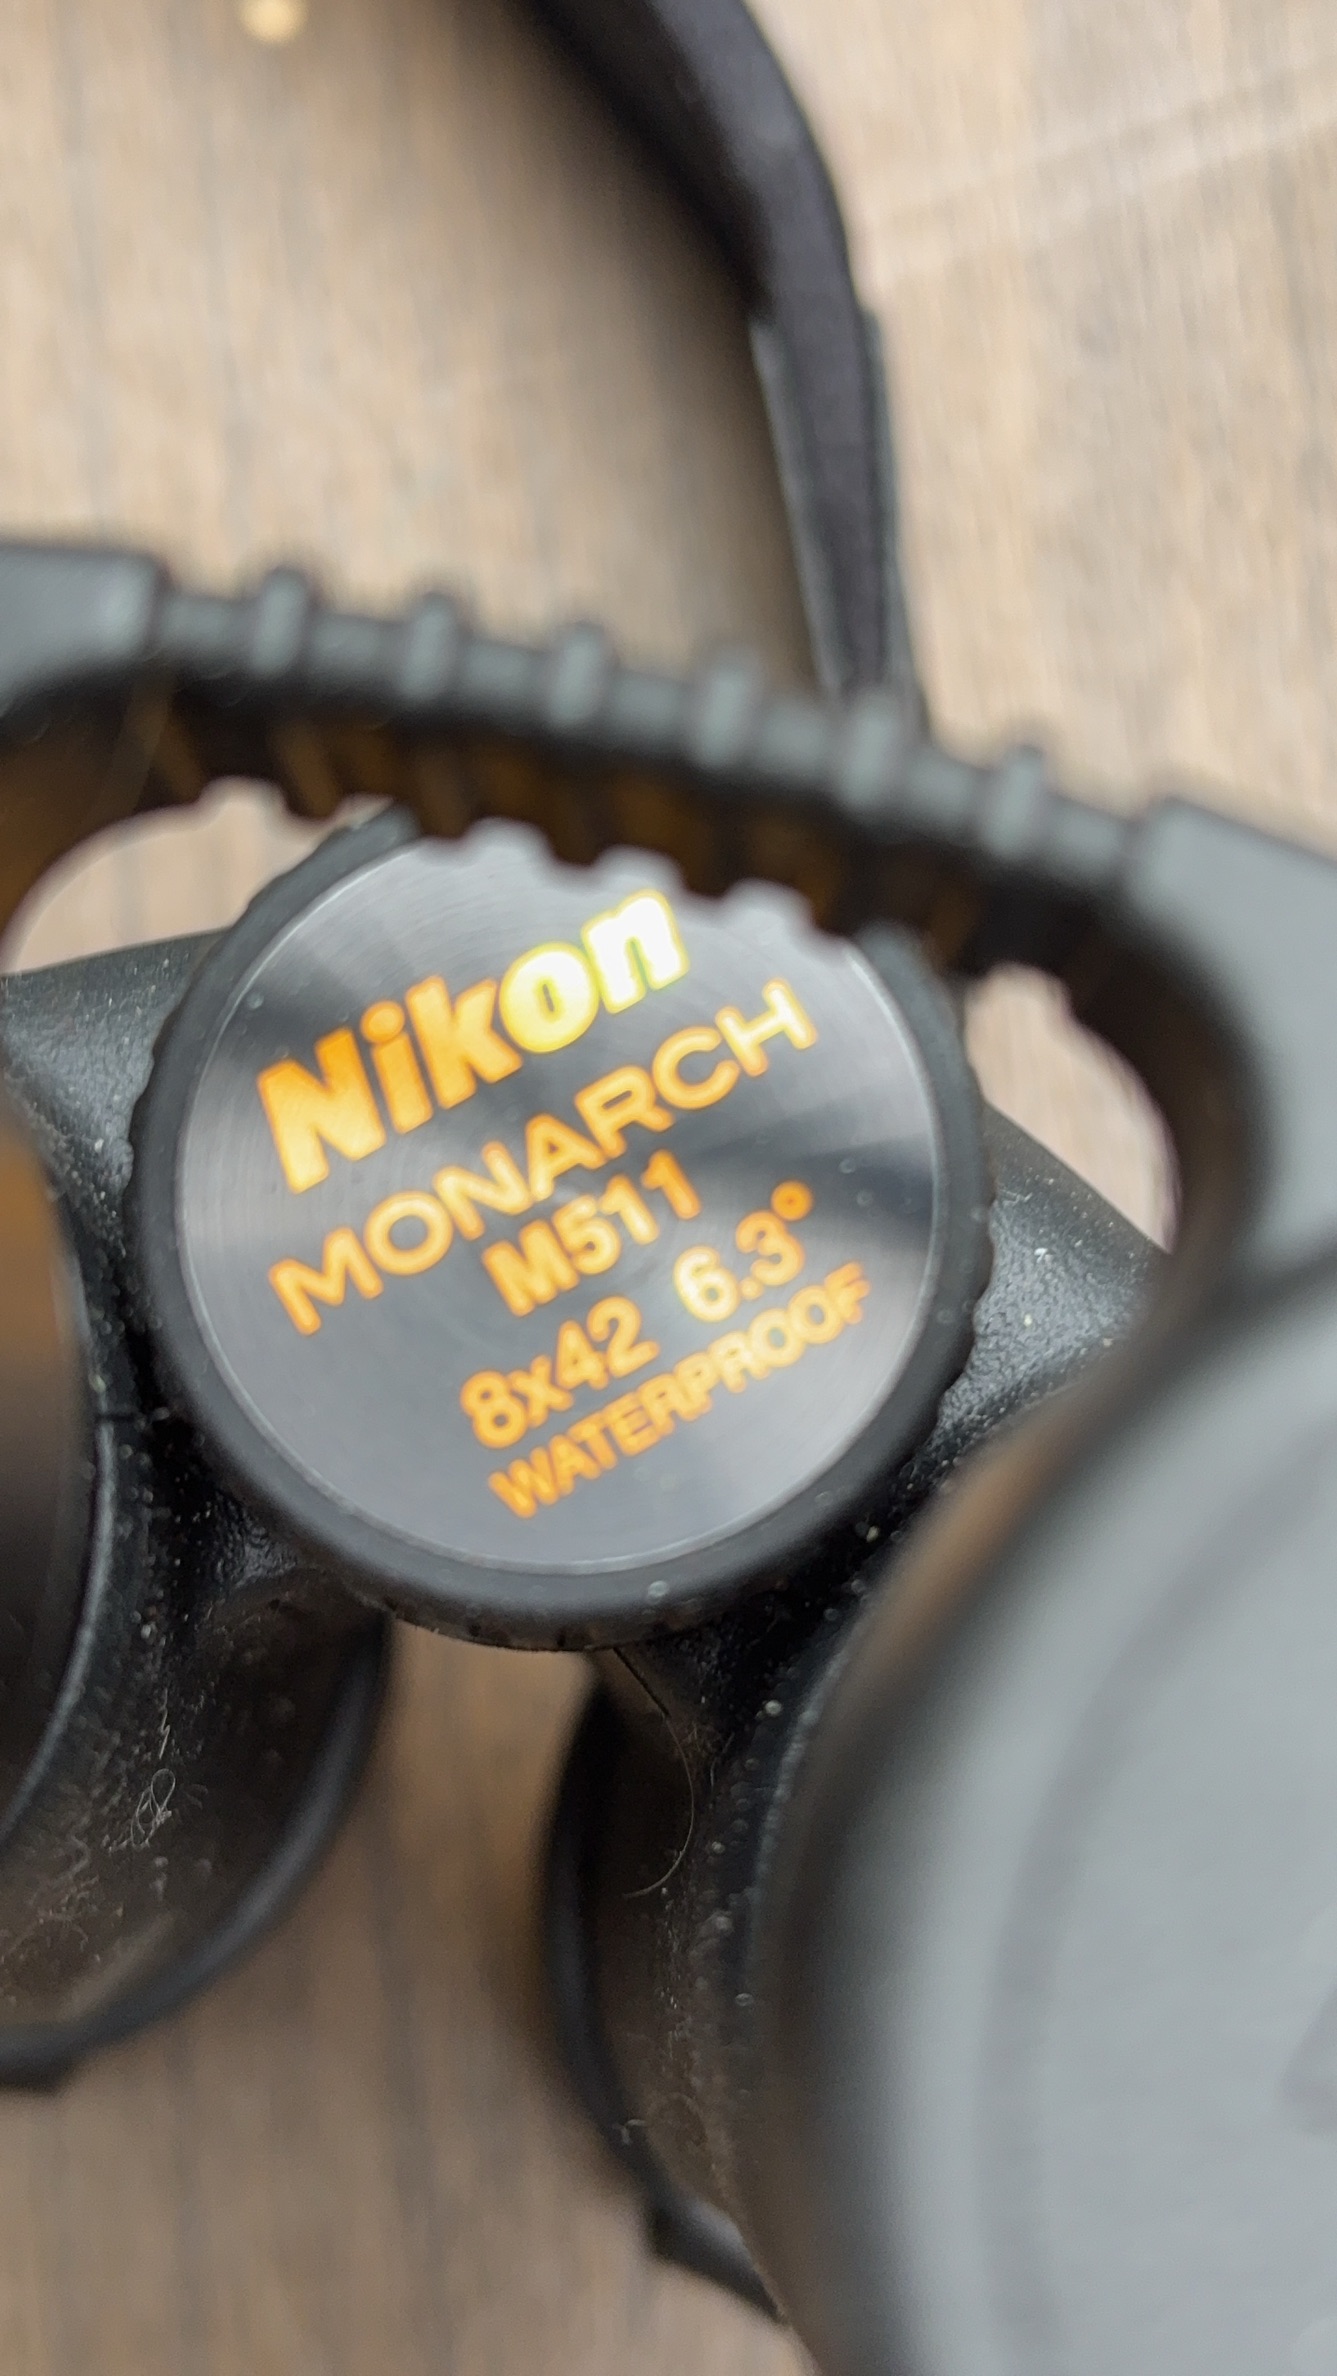 Nikon
MONARCH
M511
8x42 6.3°
WATERPROOF